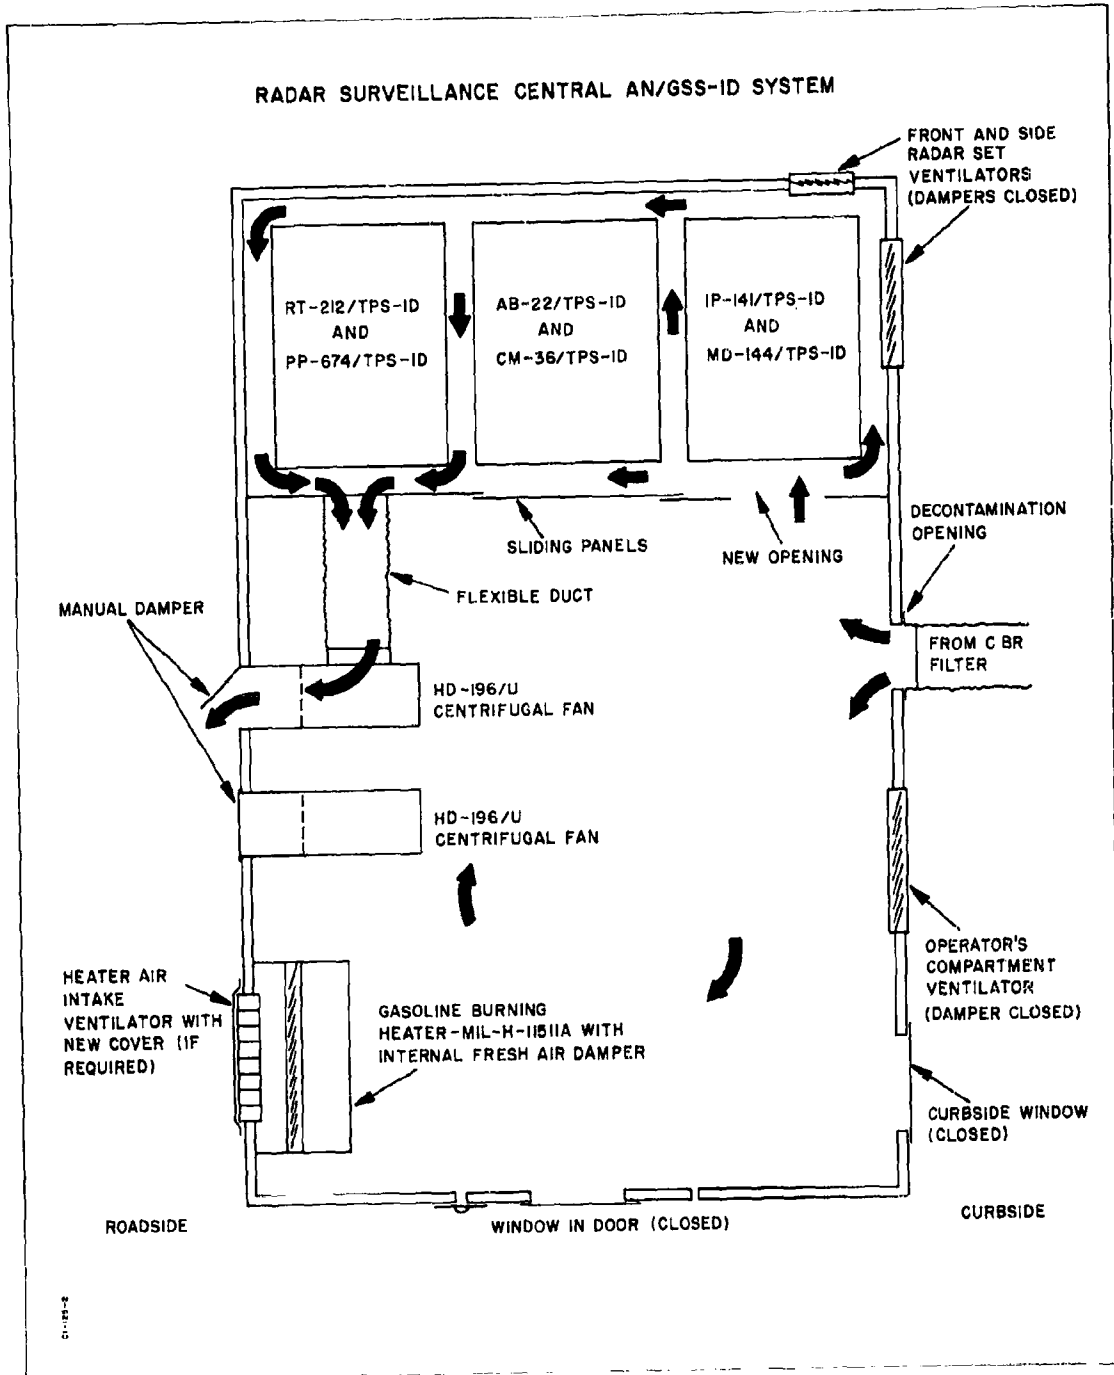 RADAR SURVEILLANCE CENTRAL AN/GSS-1D SYSTEM
FRONT AND SIDE
RADAR SET
VENTILATORS
(DAMPERS CLOSED)
RT-212/TPS-1D
AND
PP-674/TPS-1D
AB-22/TPS-1D
AND
CM-36/TPS-1D
IP-141/TPS-1D
AND
MD-144/TPS-1D
DECONTAMINATION
OPENING
SLIDING PANELS
NEW OPENING
FLEXIBLE DUCT
MANUAL DAMPER
FROM CBR
FILTER
HD-196/U
CENTRIFUGAL FAN
HD-196/U
CENTRIFUGAL FAN
HEATER AIR
INTAKE
VENTILATOR WITH
NEW COVER (IF
REQUIRED)
GASOLINE BURNING
HEATER-MIL-H-11511A WITH
INTERNAL FRESH AIR DAMPER
OPERATOR'S
COMPARTMENT
VENTILATOR
(DAMPER CLOSED)
CURBSIDE WINDOW
(CLOSED)
ROADSIDE
WINDOW IN DOOR (CLOSED)
CURBSIDE
C1-125-2